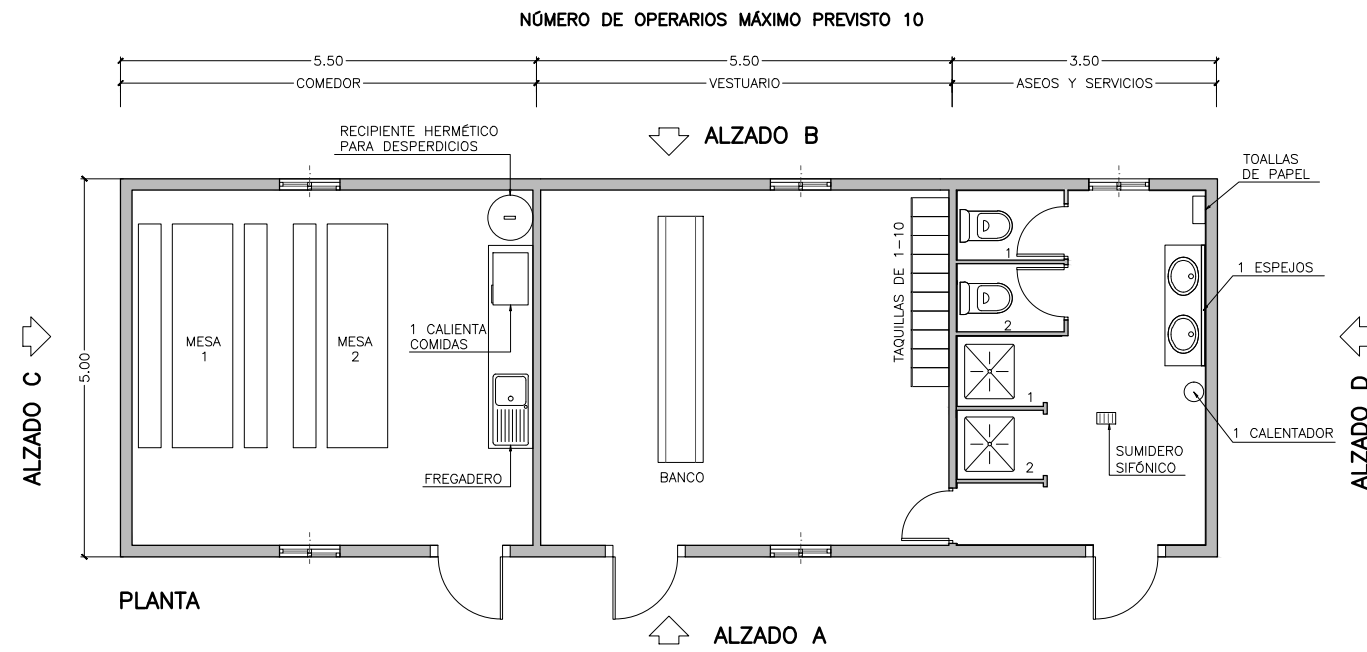 NÚMERO DE OPERARIOS MÁXIMO PREVISTO 10
5.50
5.50
3.50
COMEDOR
VESTUARIO
ASEOS Y SERVICIOS
RECIPIENTE HERMÉTICO
PARA DESPERDICIOS
ALZADO B
TOALLAS
DE PAPEL
TAQUILLAS DE 1-10
1
2
1 ESPEJOS
ALZADO C
5.00
MESA
1
MESA
2
1 CALIENTA
COMIDAS
1
2
1 CALENTADOR
ALZADO D
SUMIDERO
SIFÓNICO
FREGADERO
BANCO
PLANTA
ALZADO A